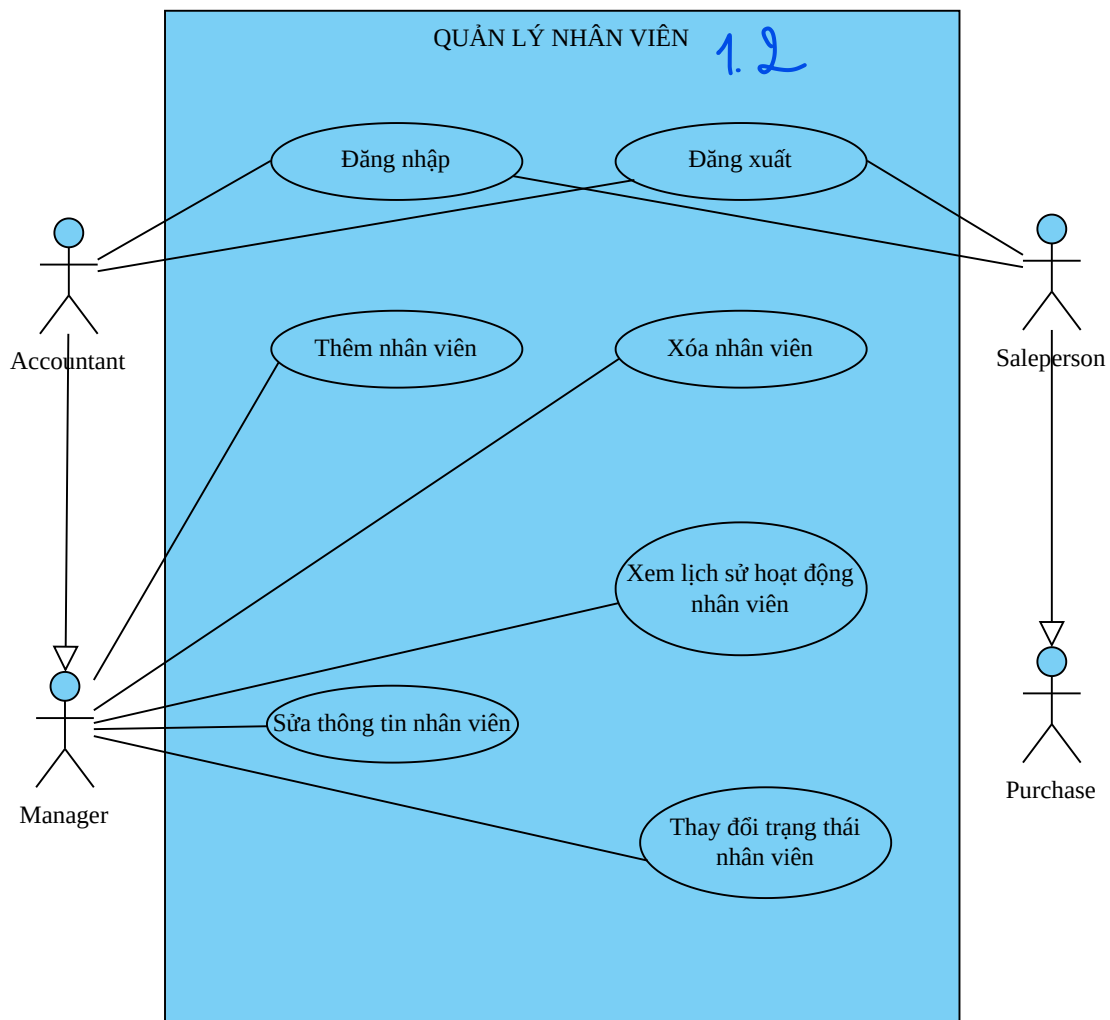 QUẢN LÝ NHÂN VIÊN 1.2
Đăng nhập
Đăng xuất
Accountant
Thêm nhân viên
Xóa nhân viên
Saleperson
Xem lịch sử hoạt động
nhân viên
Sửa thông tin nhân viên
Manager
Purchase
Thay đổi trạng thái
nhân viên